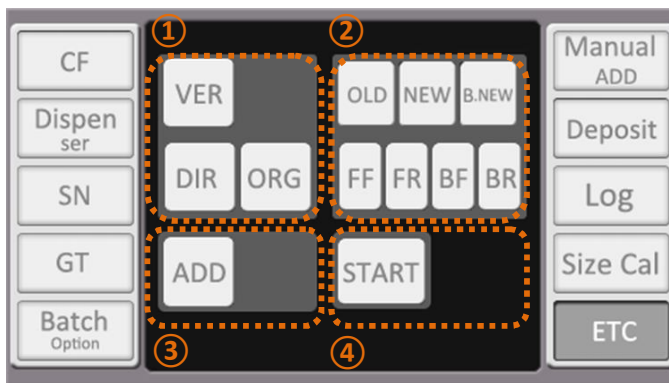 ① ②
CF
Dispen
ser
SN
GT
Batch
Option
VER
DIR ORG
OLD NEW B.NEW
FF FR BF BR
ADD
START
③ ④
Manual
ADD
Deposit
Log
Size Cal
ETC